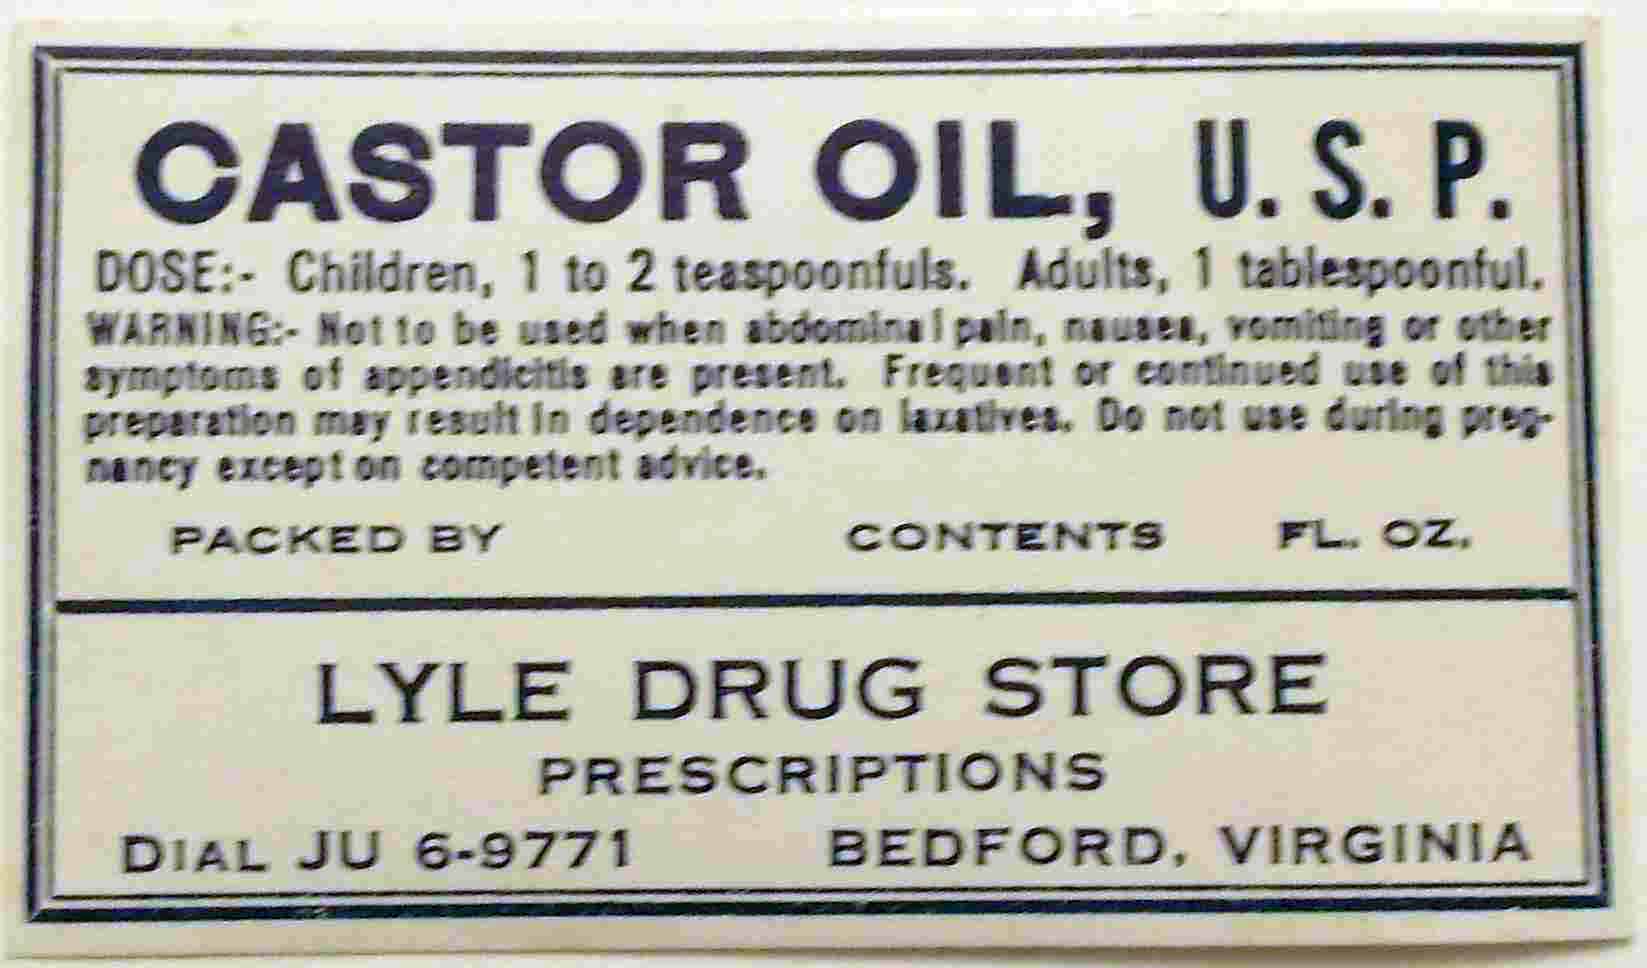 CASTOR OIL, U. S. P.
DOSE:- Children, 1 to 2 teaspoonfuls. Adults, 1 tablespoonful.
WARNING:- Not to be used when abdominal pain, nausea, vomiting or other
symptoms of appendicitis are present. Frequent or continued use of this
preparation may result in dependence on laxatives. Do not use during preg-
nancy except on competent advice.
PACKED BY CONTENTS FL. OZ.
LYLE DRUG STORE
PRESCRIPTIONS
DIAL JU 6-9771 BEDFORD, VIRGINIA